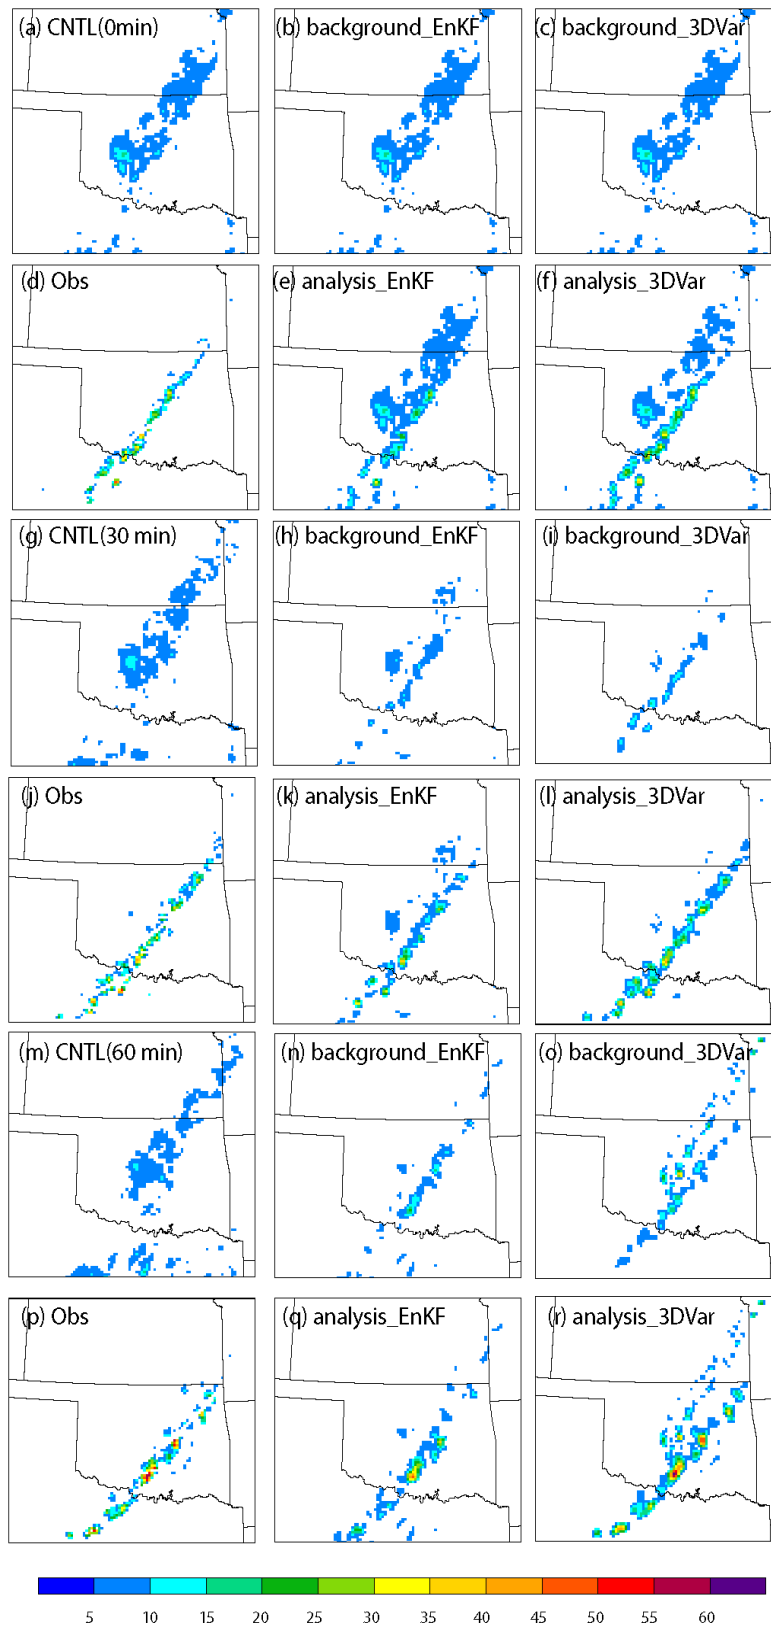 (a) CNTL(0min) (b) background_EnKF (c) background_3DVar
(d) Obs (e) analysis_EnKF (f) analysis_3DVar
(g) CNTL(30 min) (h) background_EnKF (i) background_3DVar
(j) Obs (k) analysis_EnKF (l) analysis_3DVar
(m) CNTL(60 min) (n) background_EnKF (o) background_3DVar
(p) Obs (q) analysis_EnKF (r) analysis_3DVar
5 10 15 20 25 30 35 40 45 50 55 60